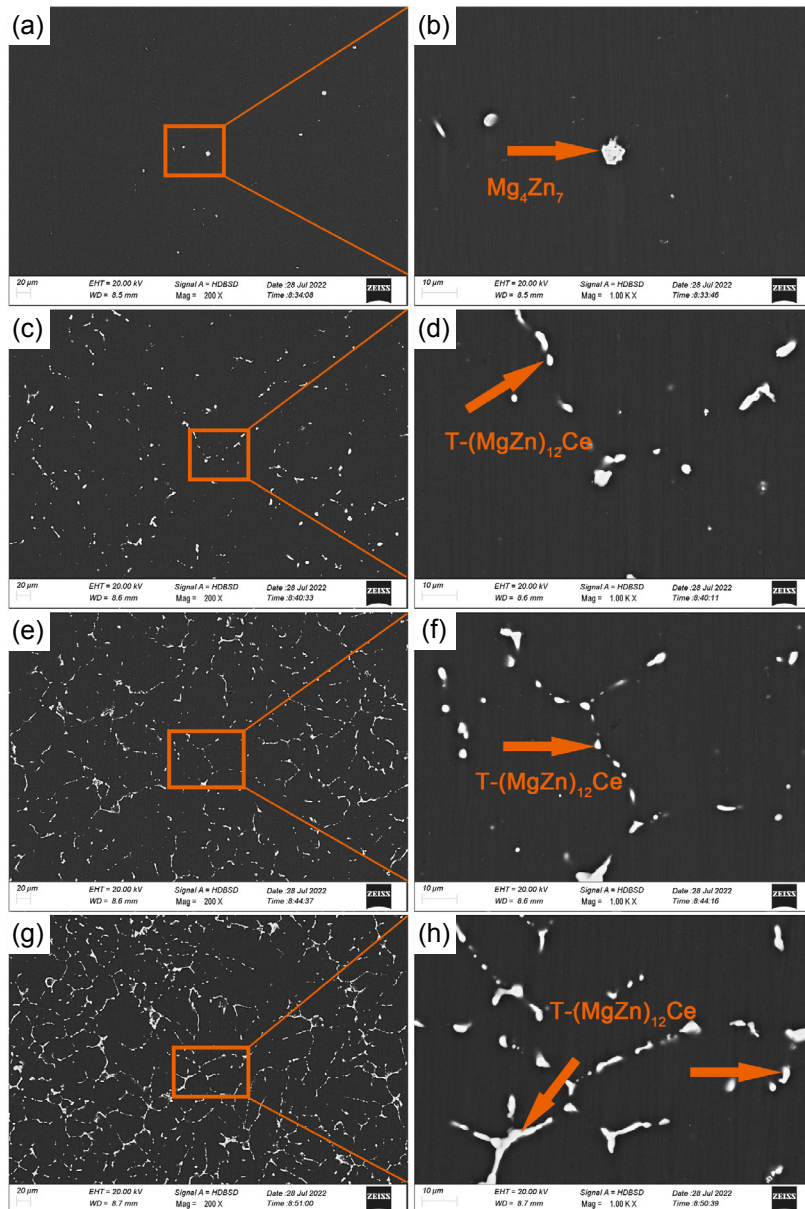 (a)
20 µm
EHT = 20.00 kV
WD = 8.5 mm
Signal A = HDBSD
Mag = 200 X
Date :28 Jul 2022
Time :8:34:08
ZEISS
(b)
Mg₄Zn₇
10 µm
EHT = 20.00 kV
WD = 8.5 mm
Signal A = HDBSD
Mag = 1.00 K X
Date :28 Jul 2022
Time :8:33:46
ZEISS
(c)
20 µm
EHT = 20.00 kV
WD = 8.6 mm
Signal A = HDBSD
Mag = 200 X
Date :28 Jul 2022
Time :8:40:33
ZEISS
(d)
T-(MgZn)₁₂Ce
10 µm
EHT = 20.00 kV
WD = 8.6 mm
Signal A = HDBSD
Mag = 1.00 K X
Date :28 Jul 2022
Time :8:40:11
ZEISS
(e)
20 µm
EHT = 20.00 kV
WD = 8.6 mm
Signal A = HDBSD
Mag = 200 X
Date :28 Jul 2022
Time :8:44:37
ZEISS
(f)
T-(MgZn)₁₂Ce
10 µm
EHT = 20.00 kV
WD = 8.6 mm
Signal A = HDBSD
Mag = 1.00 K X
Date :28 Jul 2022
Time :8:44:16
ZEISS
(g)
20 µm
EHT = 20.00 kV
WD = 8.7 mm
Signal A = HDBSD
Mag = 200 X
Date :28 Jul 2022
Time :8:51:00
ZEISS
(h)
T-(MgZn)₁₂Ce
10 µm
EHT = 20.00 kV
WD = 8.7 mm
Signal A = HDBSD
Mag = 1.00 K X
Date :28 Jul 2022
Time :8:50:39
ZEISS